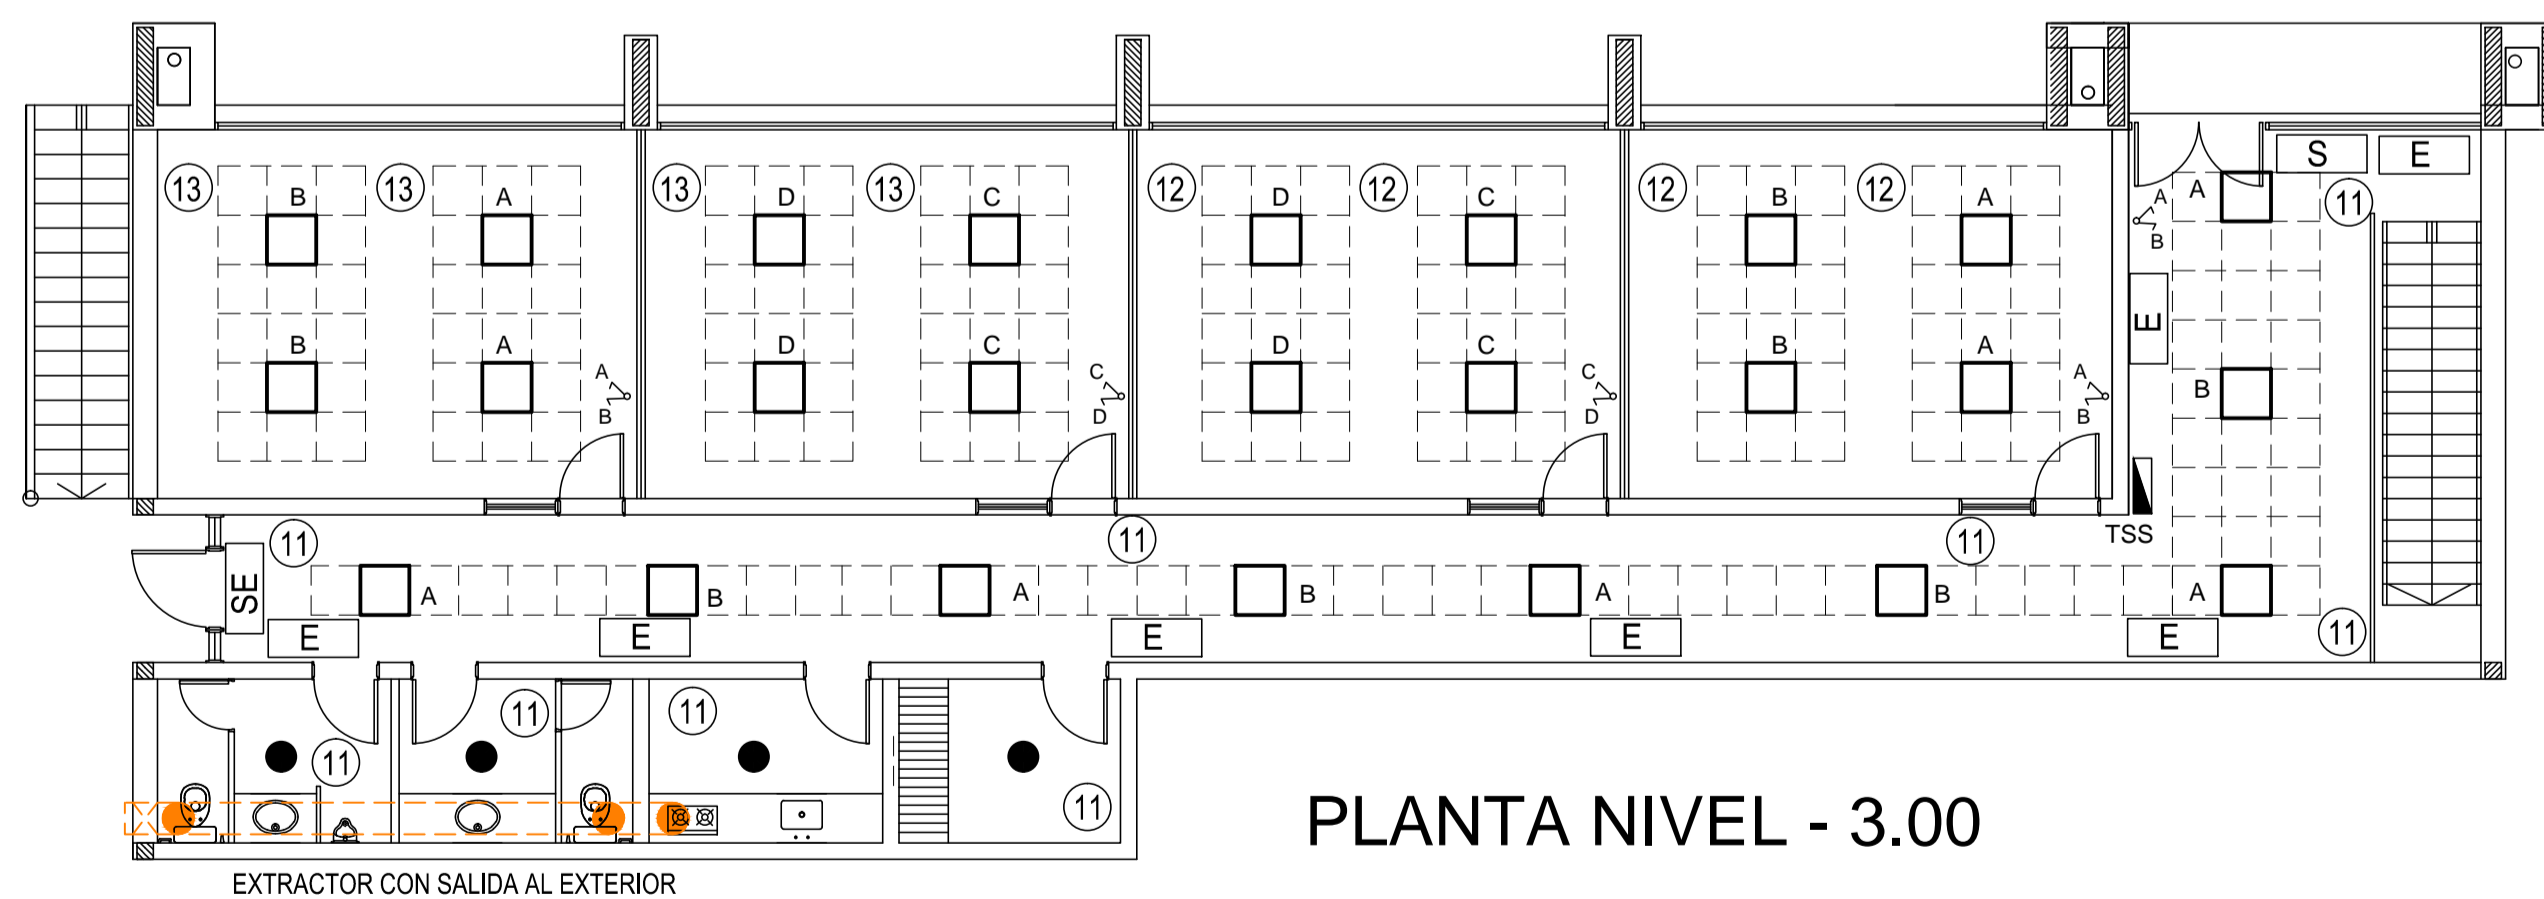 S E
13 B 13 A 13 D 13 C 12 D 12 C 12 B 12 A A 11
A
B
E
B A D C D C B A
A C C A B
B D D B
TSS
11 11 11
SE A B A B A B A
E E E E E 11
11 11
11
11
PLANTA NIVEL - 3.00
EXTRACTOR CON SALIDA AL EXTERIOR